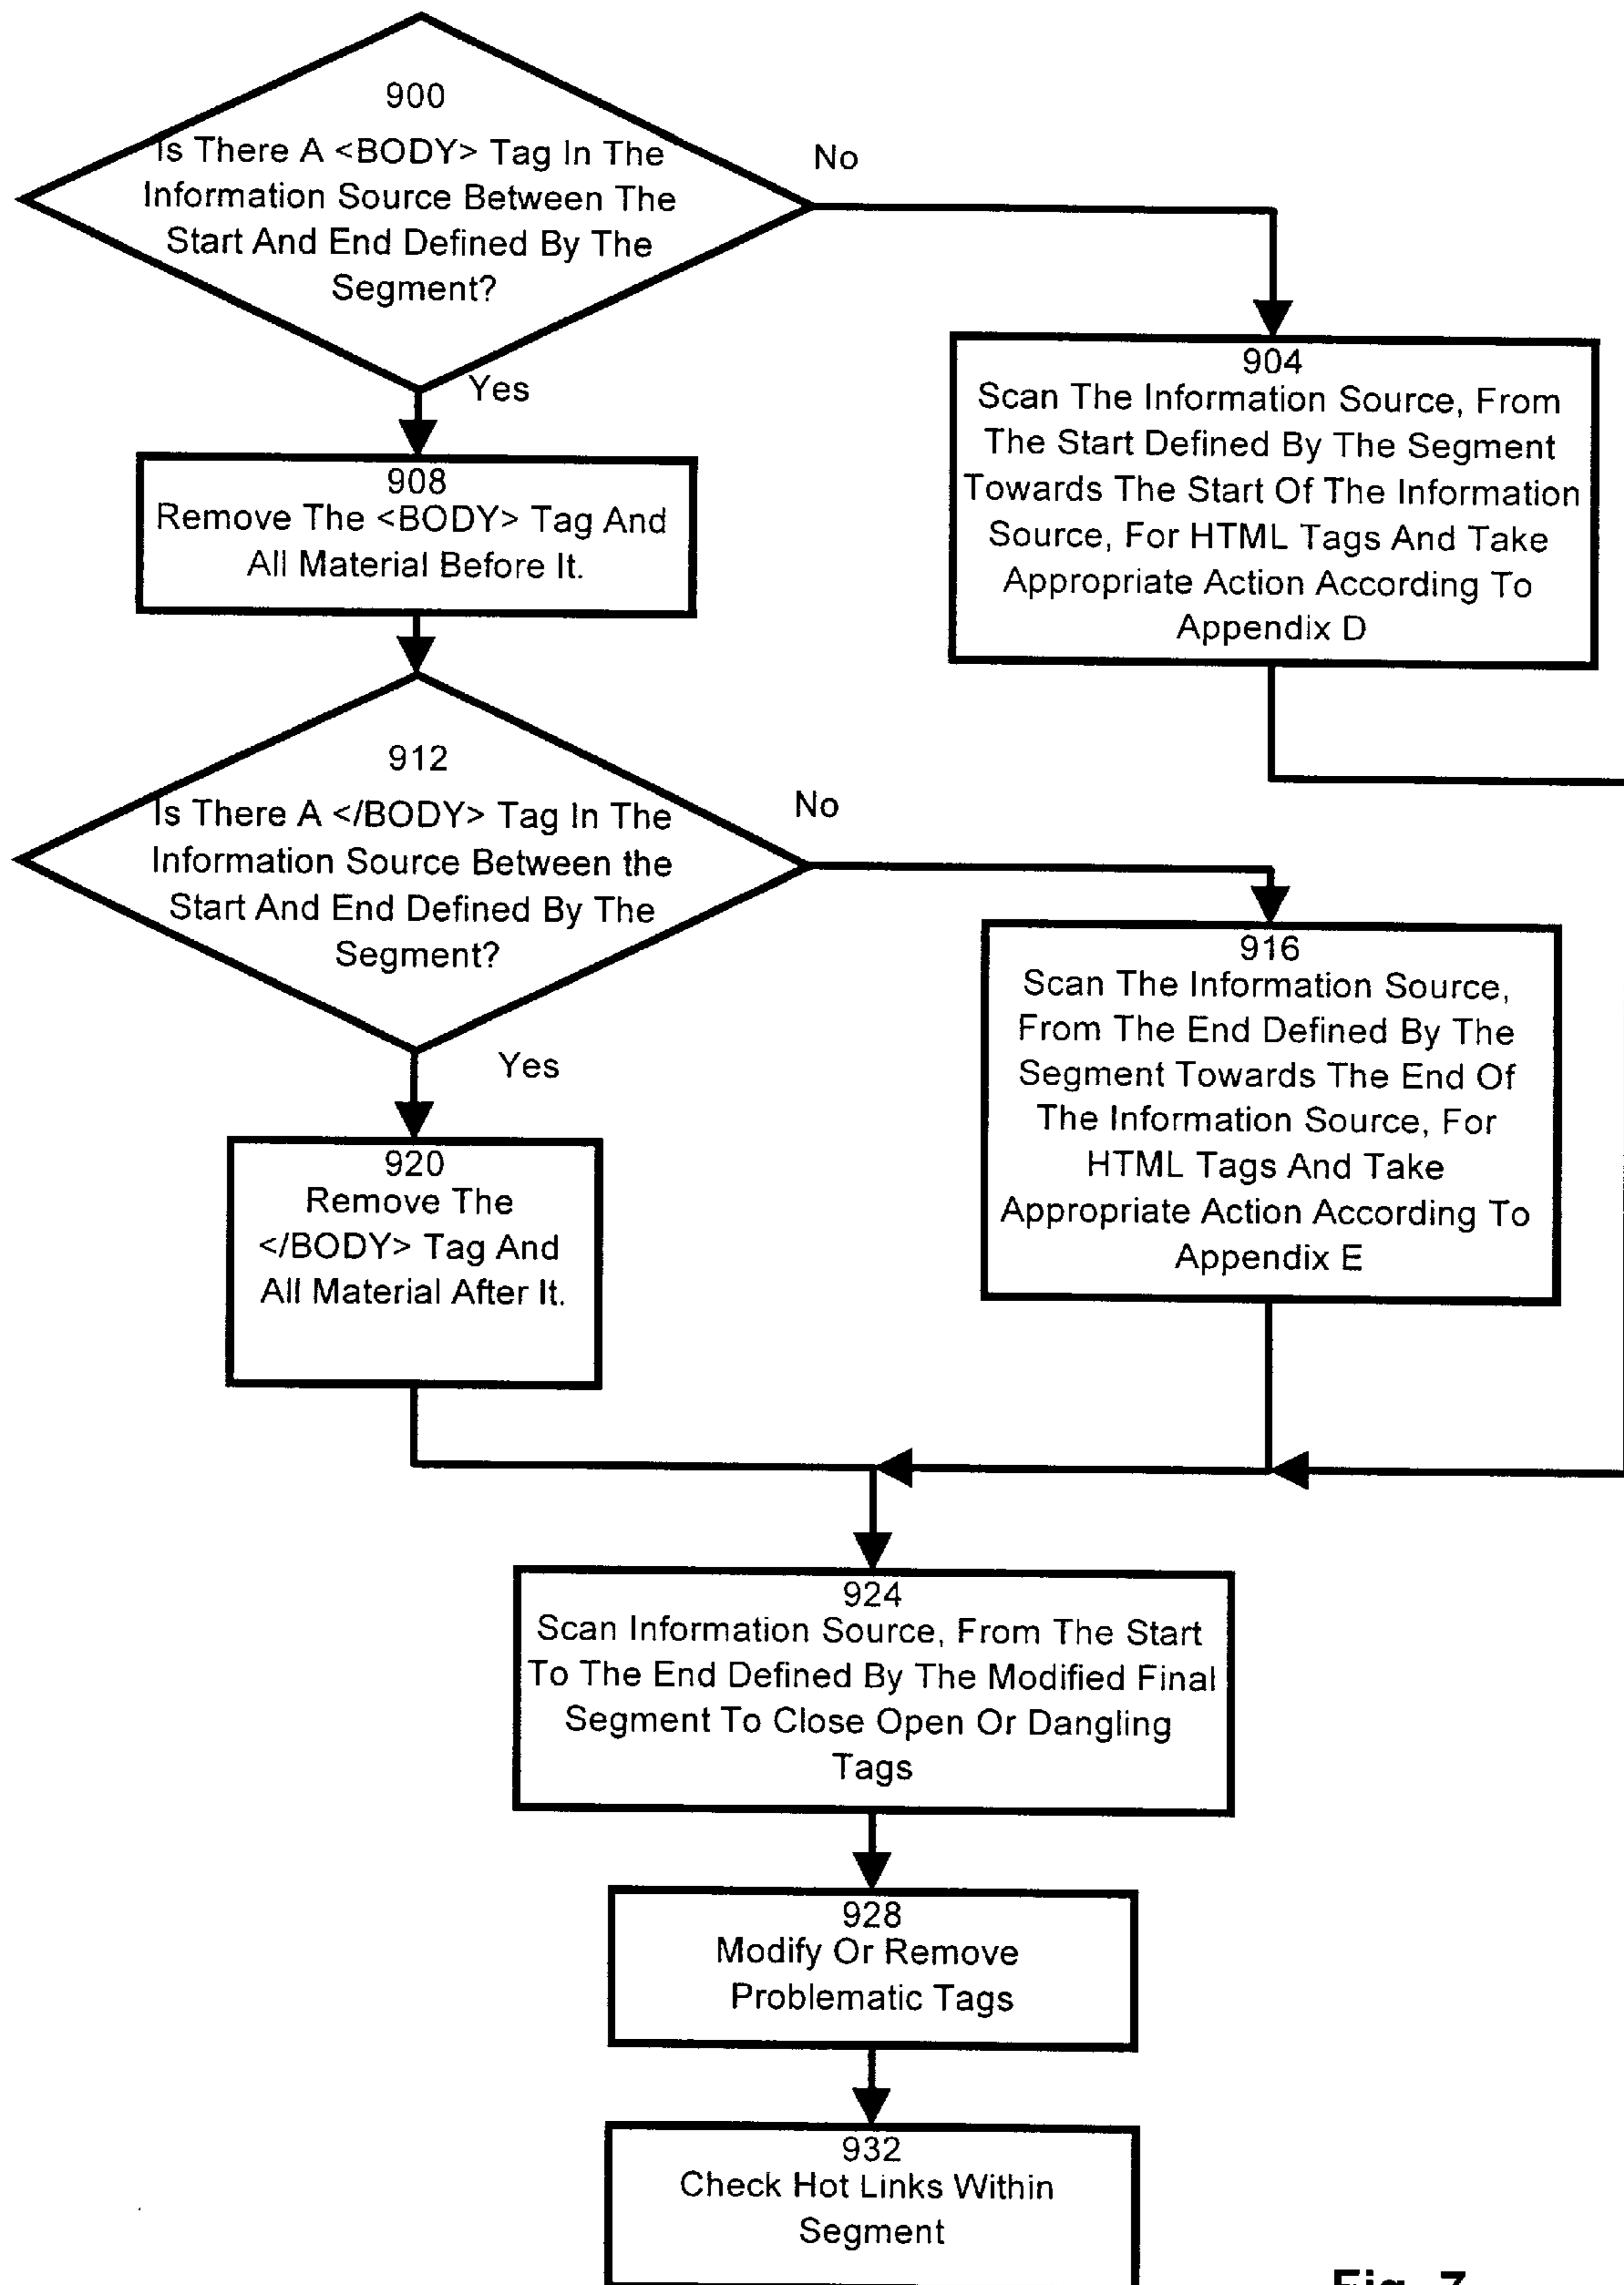 900
Is There A <BODY> Tag In The
Information Source Between The
Start And End Defined By The
Segment?
No
Yes
904
Scan The Information Source, From
The Start Defined By The Segment
Towards The Start Of The Information
Source, For HTML Tags And Take
Appropriate Action According To
Appendix D
908
Remove The <BODY> Tag And
All Material Before It.
912
Is There A </BODY> Tag In The
Information Source Between the
Start And End Defined By The
Segment?
No
Yes
916
Scan The Information Source,
From The End Defined By The
Segment Towards The End Of
The Information Source, For
HTML Tags And Take
Appropriate Action According To
Appendix E
920
Remove The
</BODY> Tag And
All Material After It.
924
Scan Information Source, From The Start
To The End Defined By The Modified Final
Segment To Close Open Or Dangling
Tags
928
Modify Or Remove
Problematic Tags
932
Check Hot Links Within
Segment
Fig. 7